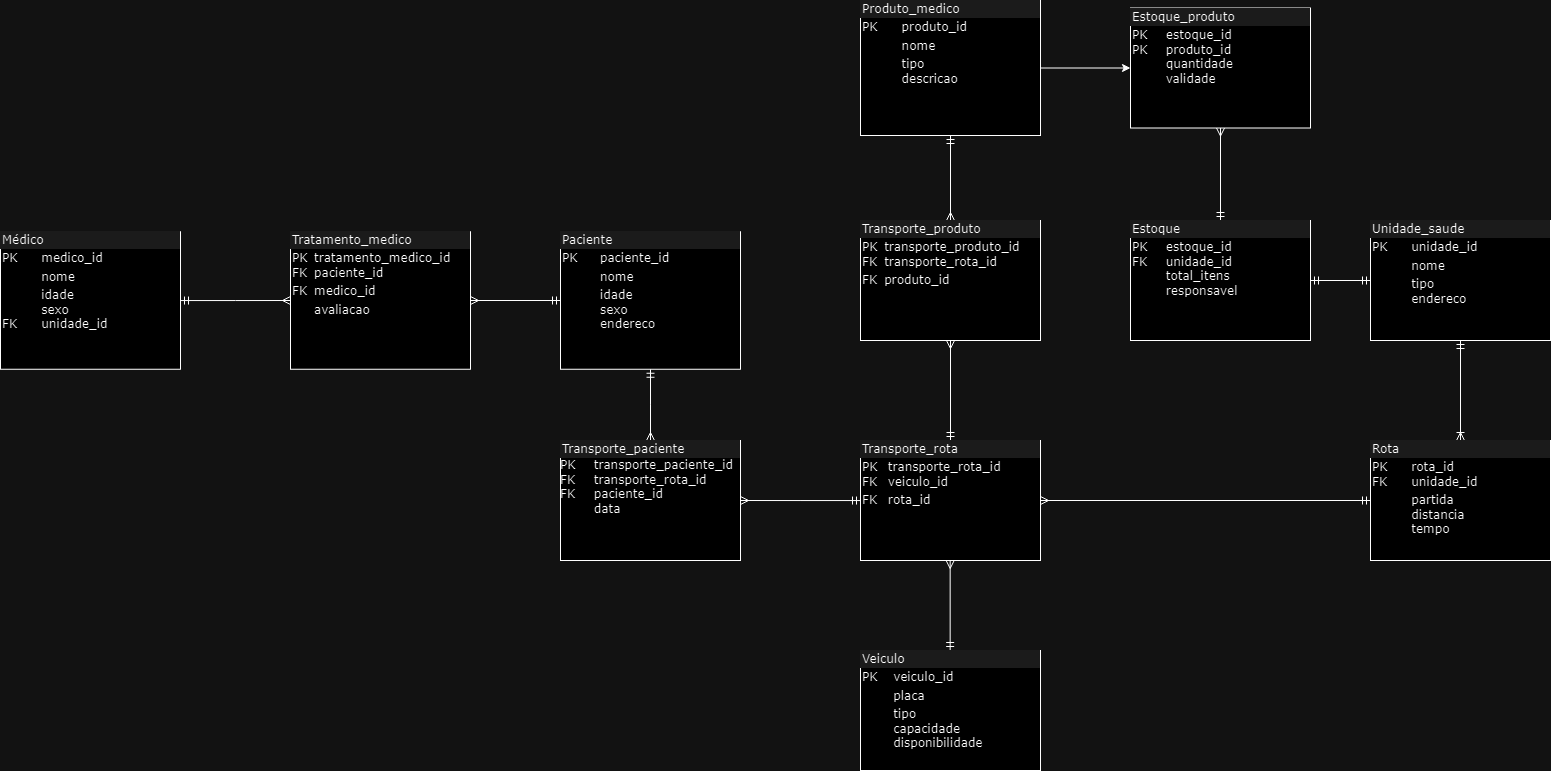 Produto_medico
PK produto_id
nome
tipo
descricao
Estoque_produto
PK estoque_id
PK produto_id
quantidade
validade
Médico
PK medico_id
nome
idade
sexo
FK unidade_id
Tratamento_medico
PK tratamento_medico_id
FK paciente_id
FK medico_id
avaliacao
Paciente
PK paciente_id
nome
idade
sexo
endereco
Transporte_produto
PK transporte_produto_id
FK transporte_rota_id
FK produto_id
Estoque
PK estoque_id
FK unidade_id
total_itens
responsavel
Unidade_saude
PK unidade_id
nome
tipo
endereco
Transporte_paciente
PK transporte_paciente_id
FK transporte_rota_id
FK paciente_id
data
Transporte_rota
PK transporte_rota_id
FK veiculo_id
FK rota_id
Rota
PK rota_id
FK unidade_id
partida
distancia
tempo
Veiculo
PK veiculo_id
placa
tipo
capacidade
disponibilidade